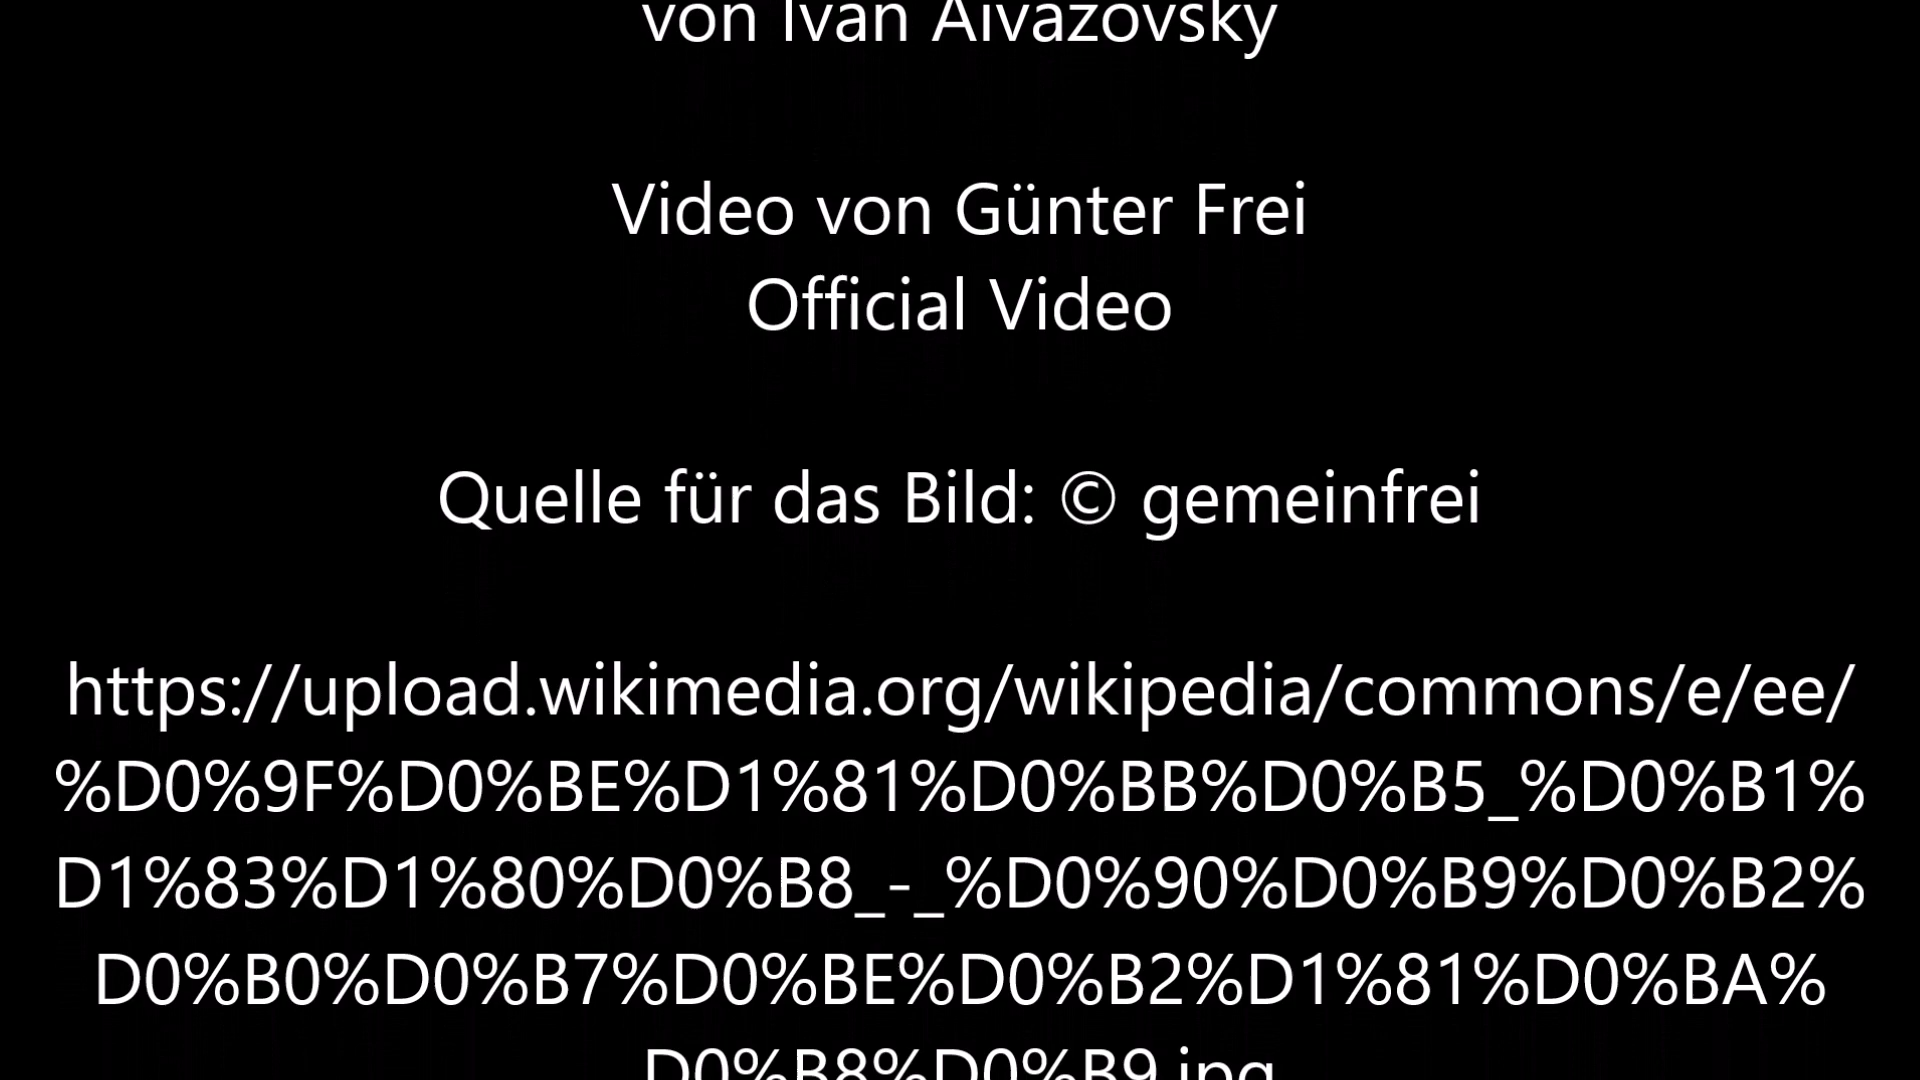 von Ivan Aivazovsky
Video von Günter Frei
Official Video
Quelle für das Bild: © gemeinfrei
https://upload.wikimedia.org/wikipedia/commons/e/ee/
%D0%9F%D0%BE%D1%81%D0%BB%D0%B5_%D0%B1%
D1%83%D1%80%D0%B8_-_%D0%90%D0%B9%D0%B2%
D0%B0%D0%B7%D0%BE%D0%B2%D1%81%D0%BA%
D0%B8%D0%B9.jpg